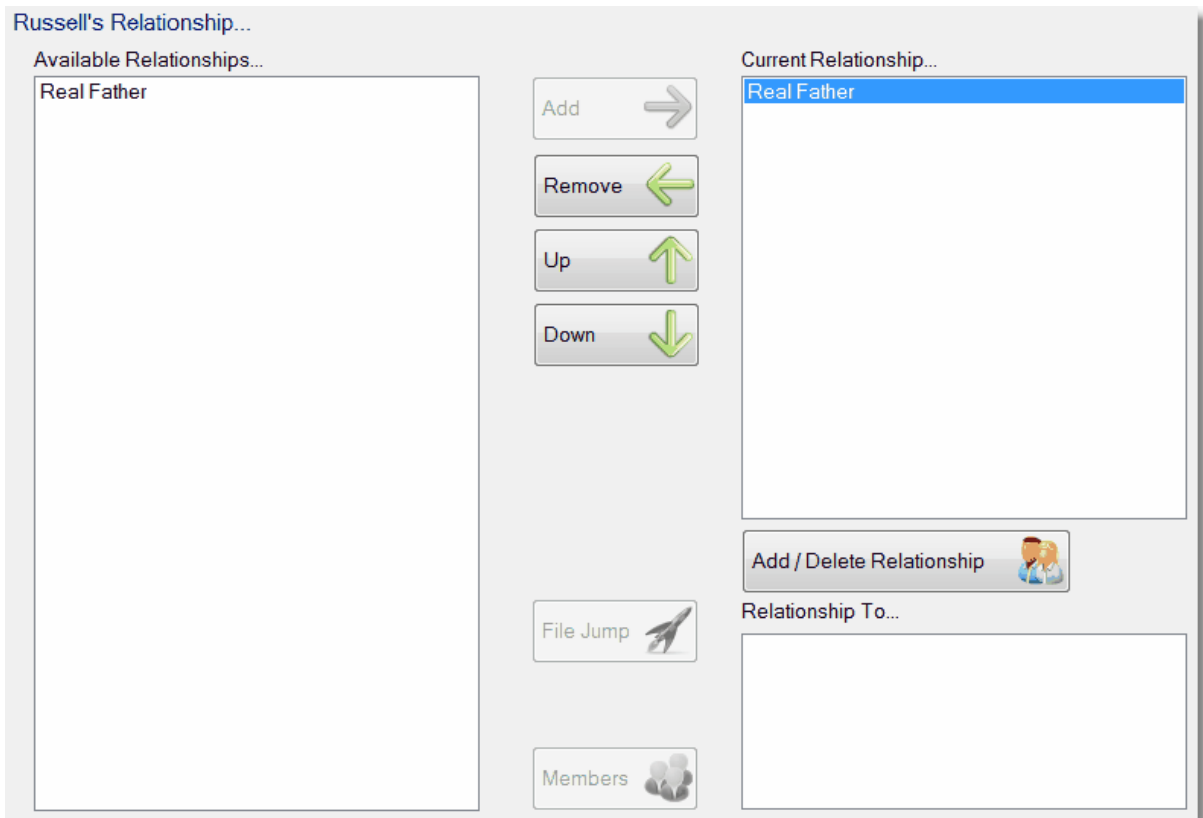 Russell's Relationship...
Available Relationships...
Real Father
Add
Remove
Up
Down
File Jump
Members
Current Relationship...
Real Father
Add / Delete Relationship
Relationship To...